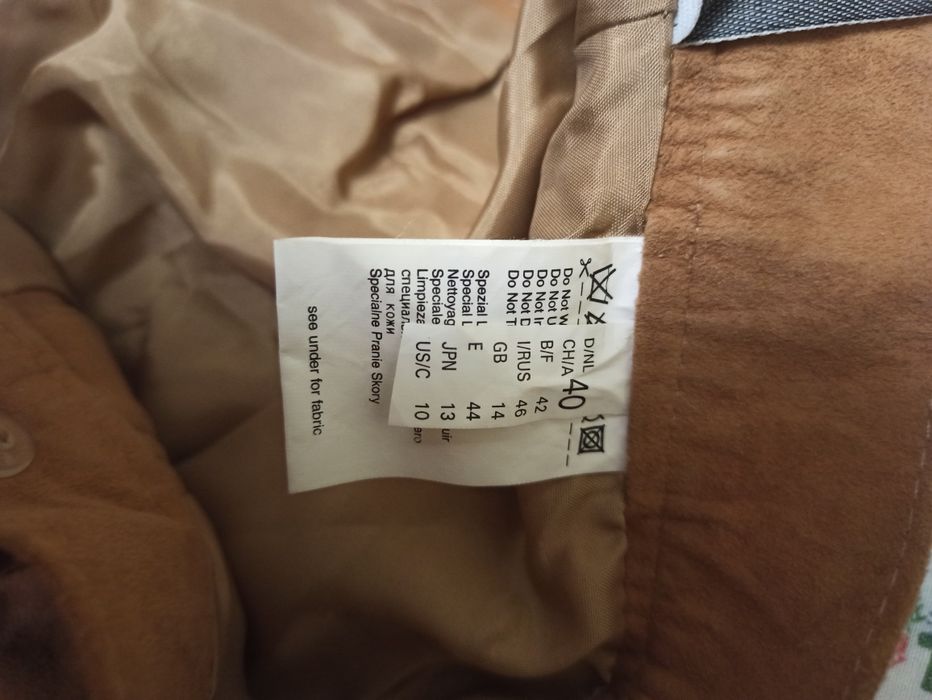 D/NL
CH/A 40
B/F 42
I/RUS 46
GB 14
E 44
JPN 13
US/C 10
Do Not W
Do Not U
Do Not Ir
Do Not D
Do Not T
Spezial L
Special L
Nettoyag uir
Speciale
Limpieza ero
специал
для кожи
Specialne Pranie Skory
see under for fabric